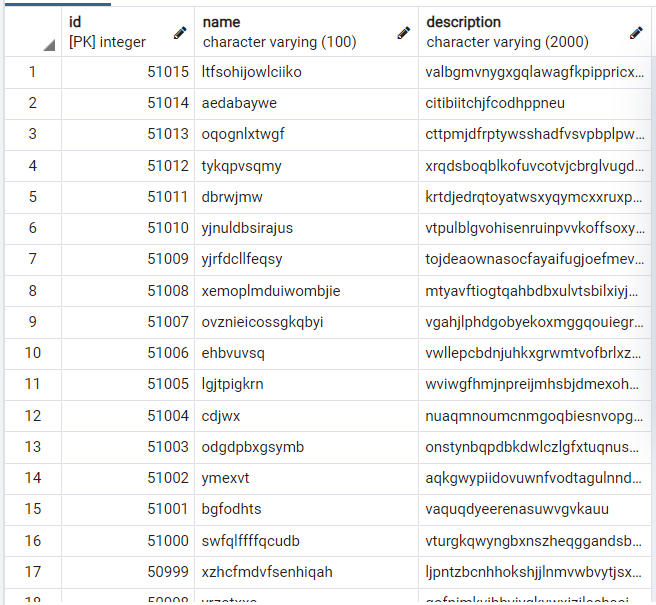 id name description
[PK] integer character varying (100) character varying (2000)
1 51015 ltfsohijowlciiko valbgmvnygxgqlawagfkpippricx...
2 51014 aedabaywe citibiitchjfcodhppneu
3 51013 oqognlxtwgf cttpmjdfrptywsshadfvsvpbplpw...
4 51012 tykqpvsqmy xrqdsboqblkofuvcotvjcbrglvugd...
5 51011 dbrwjmw krtdjedrqtoyatwsxyqymcxxruxp...
6 51010 yjnuldbsirajus vtpulblgvohisenruinpvvkoffsoxy...
7 51009 yjrfdcllfeqsy tojdeaownasocfayaifugjoefmev...
8 51008 xemoplmduiwombjie mtyavftiogtqahbdbxulvtsbilxiyj...
9 51007 ovznieicossgkqbyi vgahjlphdgobyekoxmggqouiegr...
10 51006 ehbvuvsq vwllepcbdnjuhkxgrwmtvofbrlxz...
11 51005 lgjtpigkrn wviwgfhmjnpreijmhsbjdmexoh...
12 51004 cdjwx nuaqmnoumcnmgoqbiesnvopg...
13 51003 odgdpbxgsymb onstynbqpdbkdwlczlgfxtuqnus...
14 51002 ymexvt aqkgwypiidovuwnfvodtagulnnd...
15 51001 bgfodhts vaquqdyeerenasuwvgvkauu
16 51000 swfqlffffqcudb vturgkqwyngbxnszheqggandsb...
17 50999 xzhcfmdvfsenhiqah ljpntzbcnhhokshjjlnmvwbvytjsx...